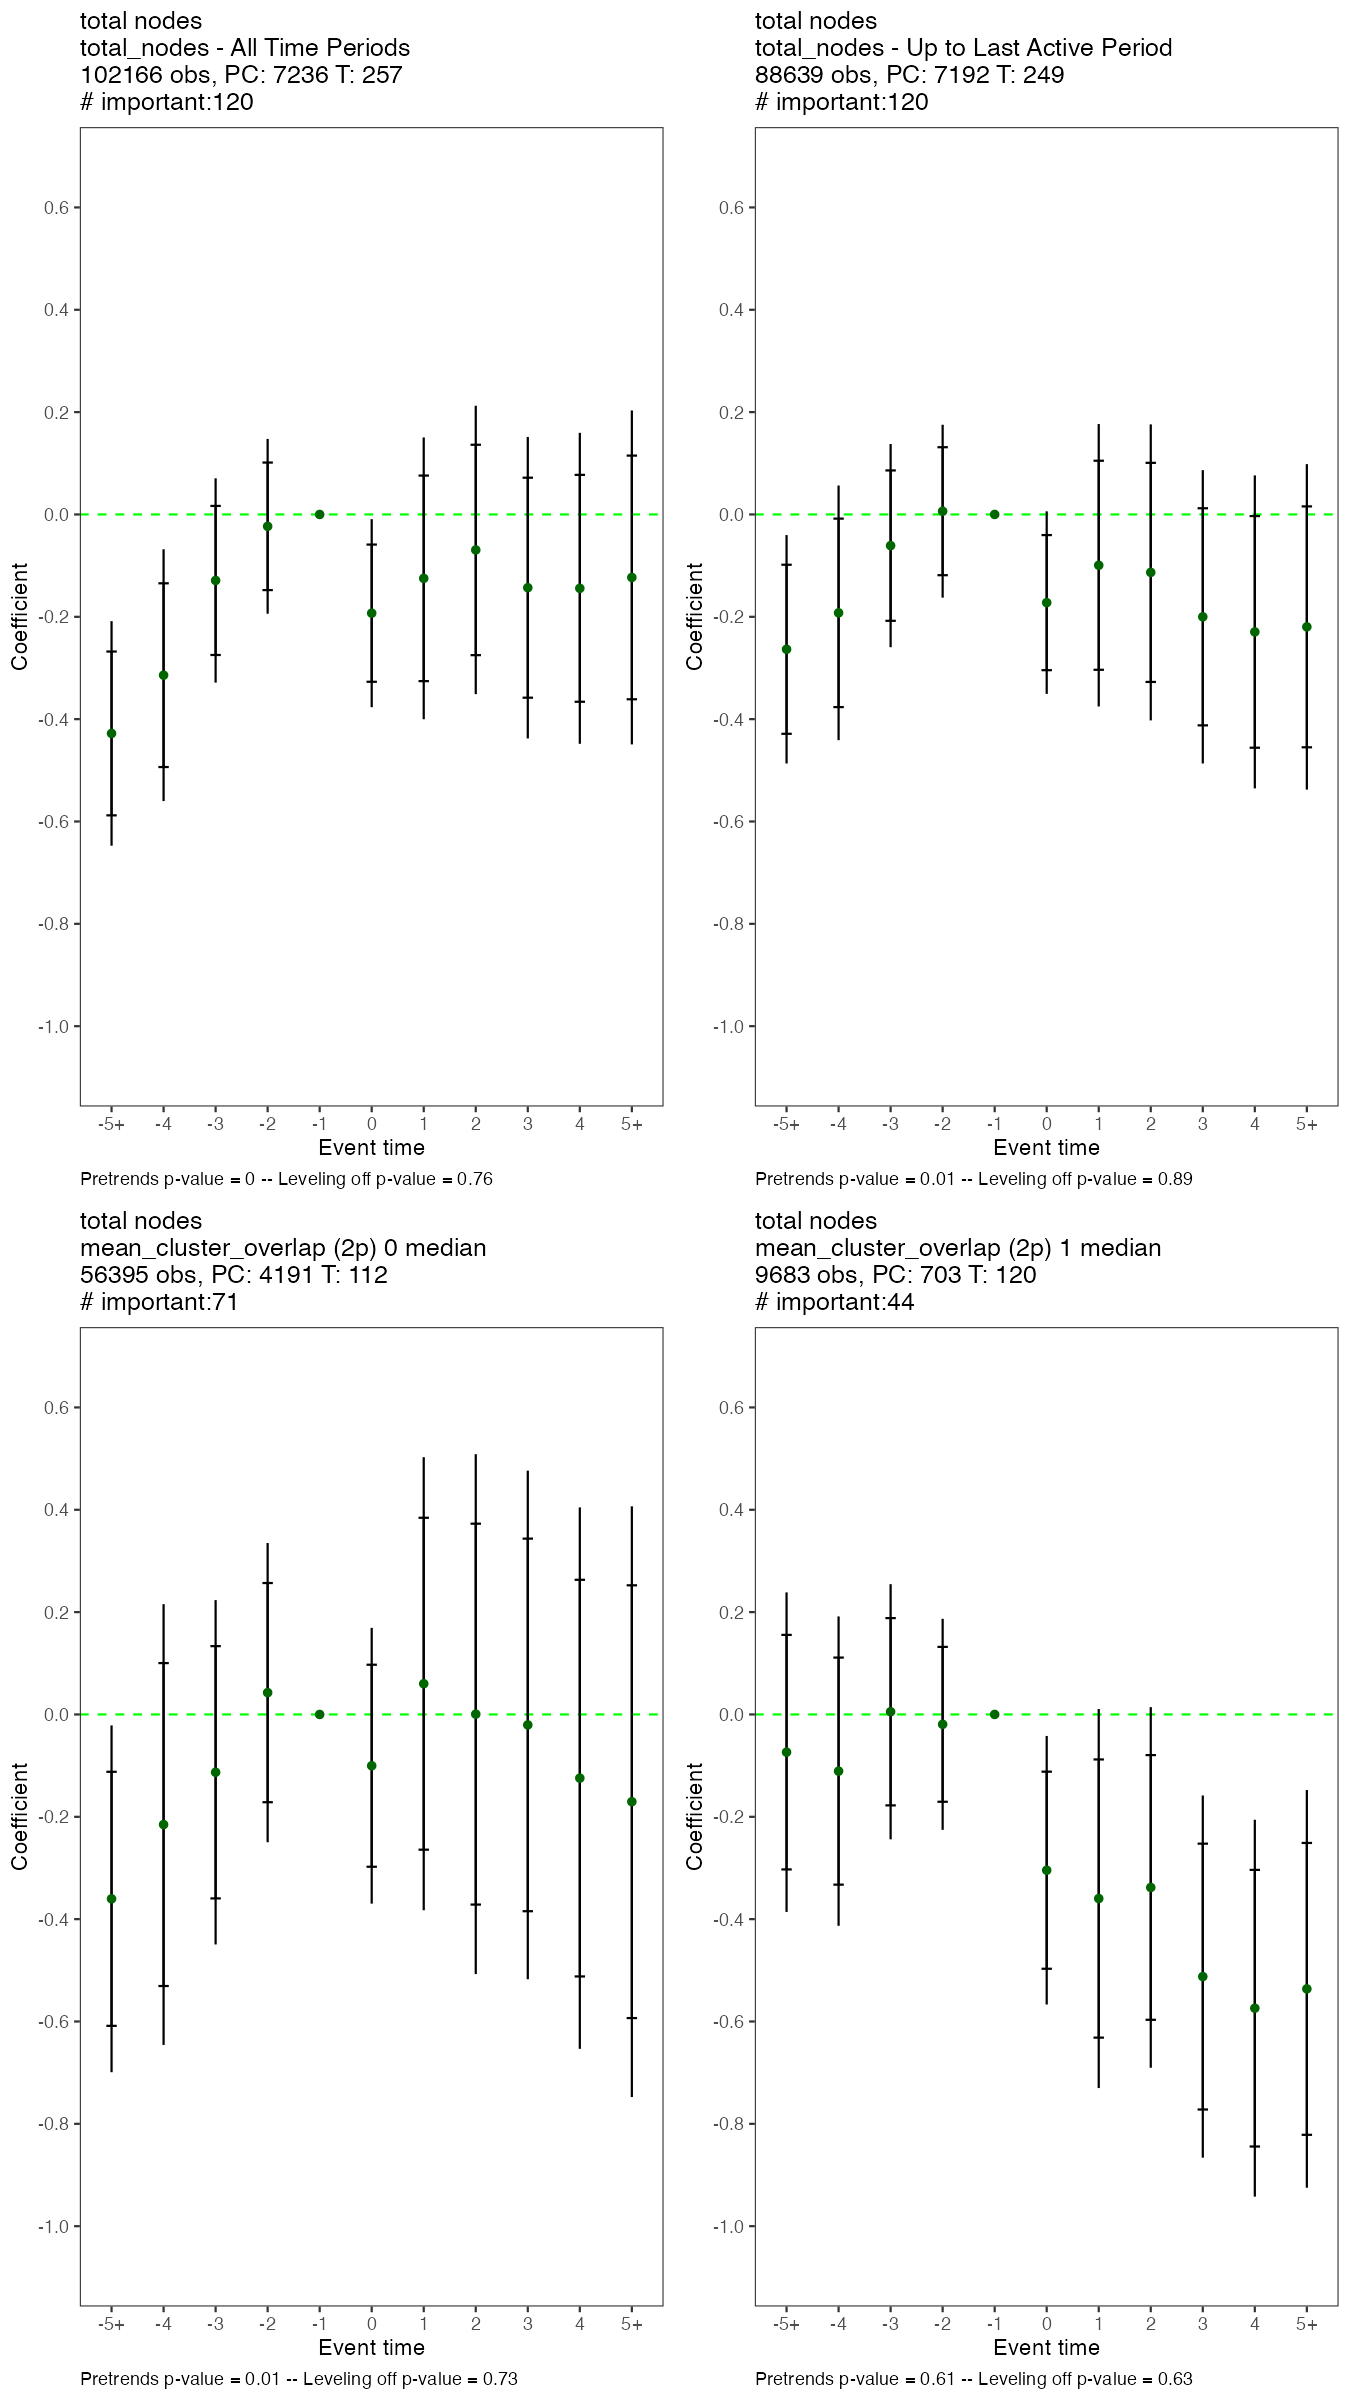 total nodes
total_nodes - All Time Periods
102166 obs, PC: 7236 T: 257
# important:120
0.6
0.4
0.2
0.0
-0.2
-0.4
-0.6
-0.8
-1.0
Coefficient
-5+ -4 -3 -2 -1 0 1 2 3 4 5+
Event time
Pretrends p-value = 0 -- Leveling off p-value = 0.76
total nodes
total_nodes - Up to Last Active Period
88639 obs, PC: 7192 T: 249
# important:120
0.6
0.4
0.2
0.0
-0.2
-0.4
-0.6
-0.8
-1.0
Coefficient
-5+ -4 -3 -2 -1 0 1 2 3 4 5+
Event time
Pretrends p-value = 0.01 -- Leveling off p-value = 0.89
total nodes
mean_cluster_overlap (2p) 0 median
56395 obs, PC: 4191 T: 112
# important:71
0.6
0.4
0.2
0.0
-0.2
-0.4
-0.6
-0.8
-1.0
Coefficient
-5+ -4 -3 -2 -1 0 1 2 3 4 5+
Event time
Pretrends p-value = 0.01 -- Leveling off p-value = 0.73
total nodes
mean_cluster_overlap (2p) 1 median
9683 obs, PC: 703 T: 120
# important:44
0.6
0.4
0.2
0.0
-0.2
-0.4
-0.6
-0.8
-1.0
Coefficient
-5+ -4 -3 -2 -1 0 1 2 3 4 5+
Event time
Pretrends p-value = 0.61 -- Leveling off p-value = 0.63